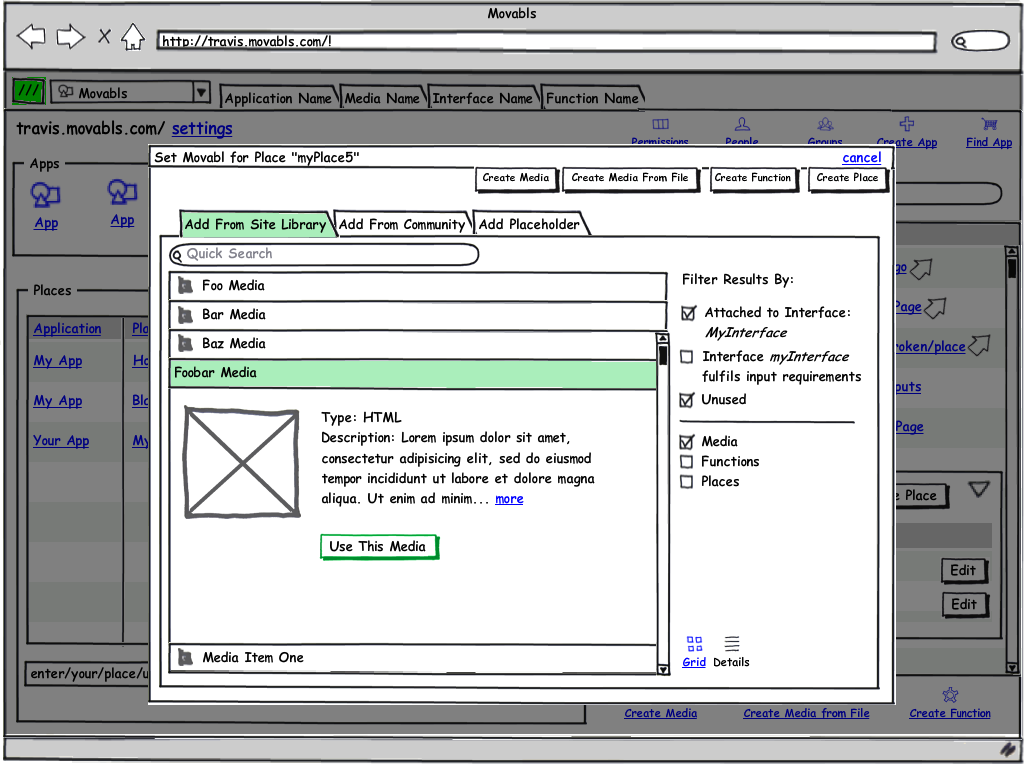 Movabls
http://travis.movabls.com/!
/// Movabls Application Name Media Name Interface Name Function Name
travis.movabls.com/ settings
Permissions People Groups Create App Find App
Apps
App App
Set Movabl for Place "myPlace5" cancel
Create Media Create Media From File Create Function Create Place
Add From Site Library Add From Community Add Placeholder
Quick Search
Foo Media
Bar Media
Baz Media
Foobar Media
Type: HTML
Description: Lorem ipsum dolor sit amet,
consectetur adipisicing elit, sed do eiusmod
tempor incididunt ut labore et dolore magna
aliqua. Ut enim ad minim... more
Use This Media
Media Item One
Filter Results By:
Attached to Interface:
MyInterface
Interface myInterface
fulfils input requirements
Unused
Media
Functions
Places
Grid Details
Places
Application Pla
My App Ho
My App Blo
Your App My
enter/your/place/u
go
Page
roken/place
puts
Page
e Place
Edit
Edit
Create Media Create Media from File Create Function